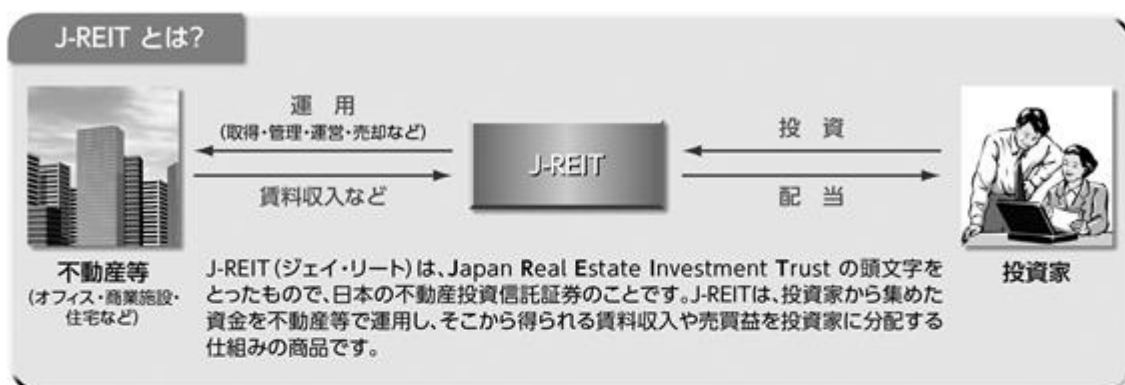 J-REIT とは?
運 用
(取得・管理・運営・売却など)
賃料収入など
J-REIT
投 資
配 当
不動産等
(オフィス・商業施設・
住宅など)
J-REIT(ジェイ・リート)は、Japan Real Estate Investment Trust の頭文字を
とったもので、日本の不動産投資信託証券のことです。J-REITは、投資家から集めた
資金を不動産等で運用し、そこから得られる賃料収入や売買益を投資家に分配する
仕組みの商品です。
投資家